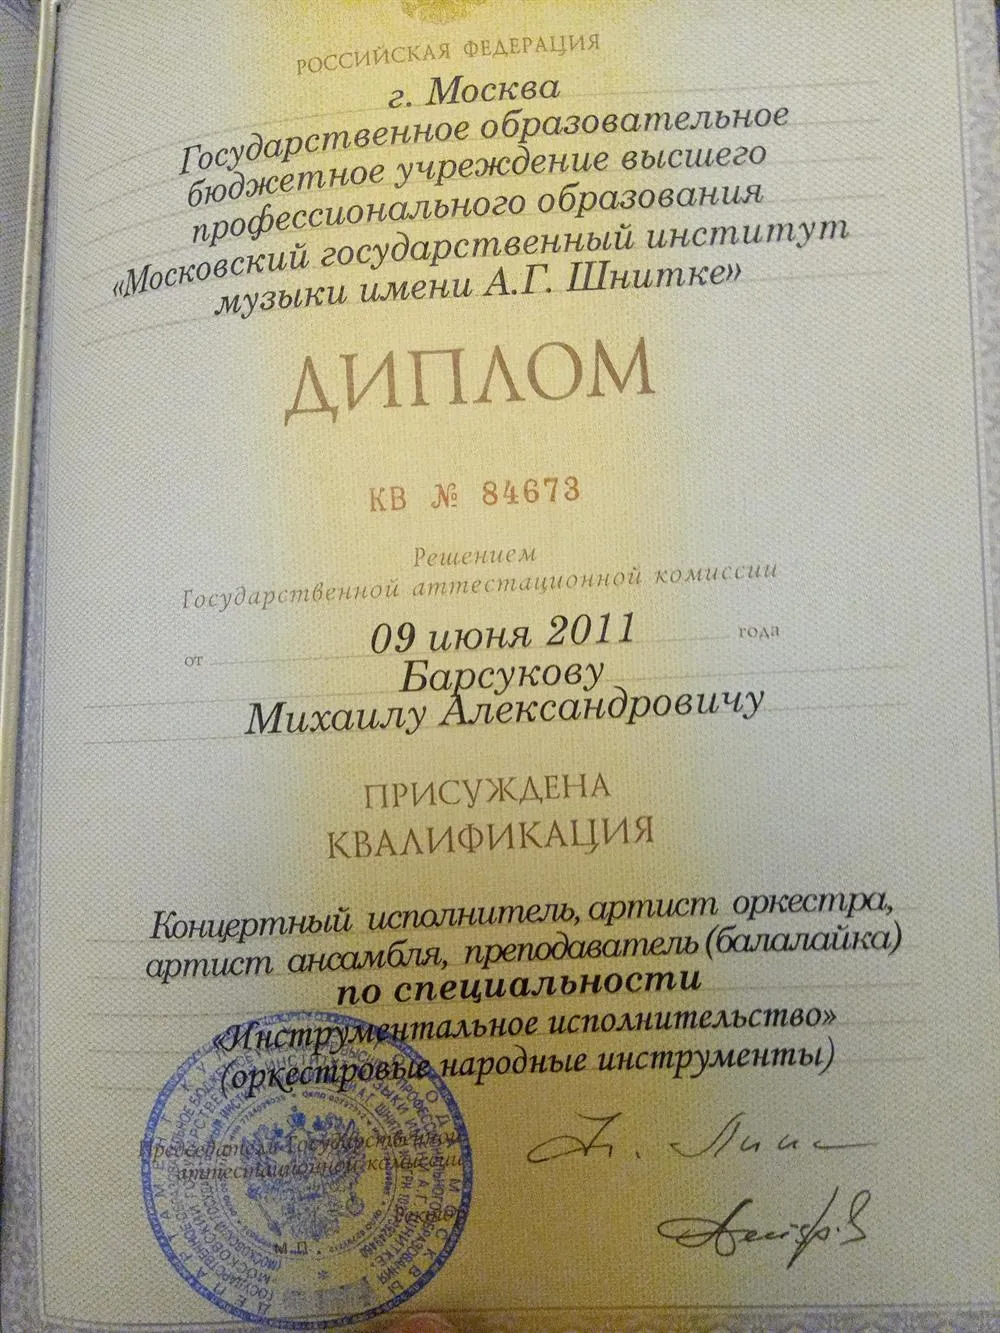 РОССИЙСКАЯ ФЕДЕРАЦИЯ
г. Москва
Государственное образовательное
бюджетное учреждение высшего
профессионального образования
«Московский государственный институт
музыки имени А.Г. Шнитке»
ДИПЛОМ
КВ № 84673
Решением
Государственной аттестационной комиссии
от 09 июня 2011 года
Барсукову
Михаилу Александровичу
ПРИСУЖДЕНА
КВАЛИФИКАЦИЯ
Концертный исполнитель, артист оркестра,
артист ансамбля, преподаватель (балалайка)
по специальности
«Инструментальное исполнительство»
(оркестровые народные инструменты)
Председатель Государственной
аттестационной комиссии
М.П.